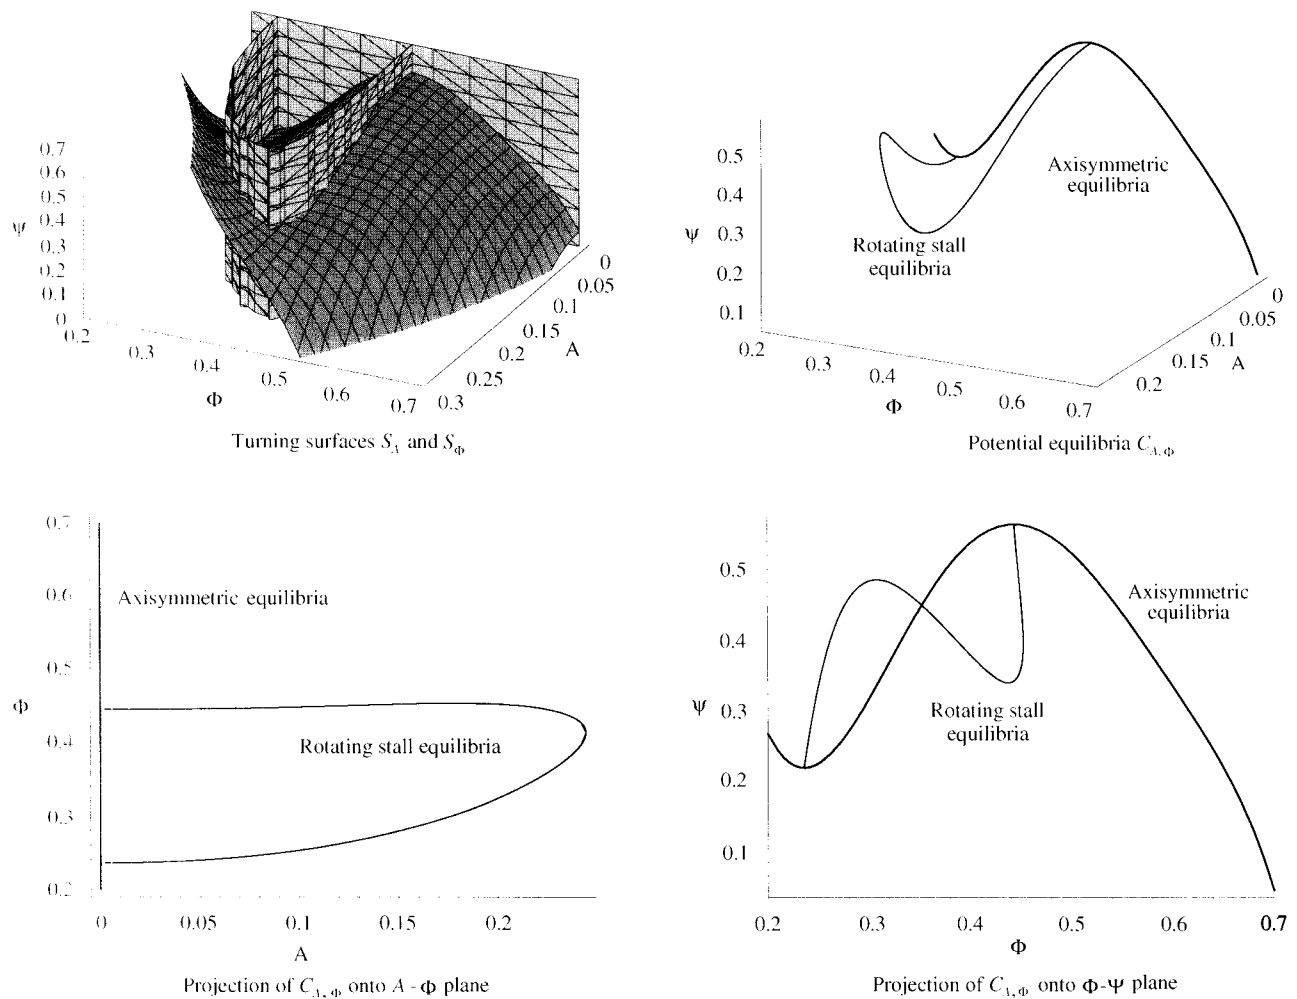 0.7
0.6
0.5
0.4
0.3
0.2
0.1
0
Ψ
0.2
0.3
0.4
0.5
0.6
0.7
Φ
0
0.05
0.1
0.15
0.2
0.25
0.3
A
Turning surfaces S_A and S_Φ
0.5
0.4
0.3
0.2
0.1
Ψ
Axisymmetric
equilibria
Rotating stall
equilibria
0.2
0.3
0.4
0.5
0.6
0.7
Φ
0
0.05
0.1
0.15
0.2
A
Potential equilibria C_A,Φ
0.7
0.6
0.5
Φ
0.4
0.3
0.2
Axisymmetric equilibria
Rotating stall equilibria
0 0.05 0.1 0.15 0.2
A
Projection of C_A,Φ onto A - Φ plane
0.5
0.4
Ψ 0.3
0.2
0.1
Axisymmetric
equilibria
Rotating stall
equilibria
0.2 0.3 0.4 0.5 0.6 0.7
Φ
Projection of C_A,Φ onto Φ-Ψ plane